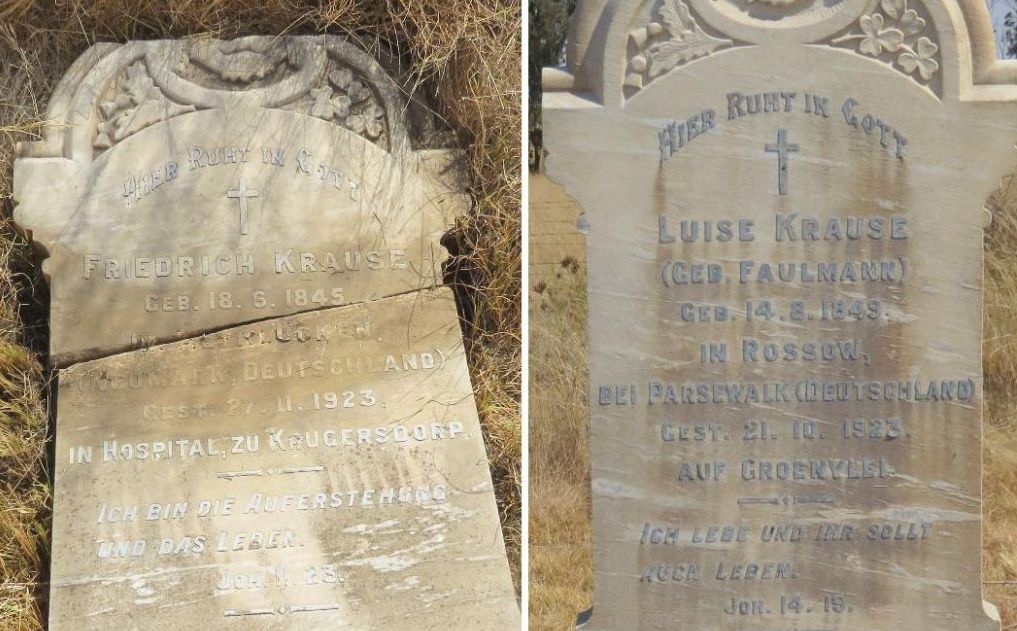 HIER RUHT IN GOTT
FRIEDRICH KRAUSE
GEB. 18. 6. 1845.
DEUTSCHLAND)
GEST. 27. 11. 1923.
IN HOSPITAL, ZU KRUGERSDORP.
ICH BIN DIE AUFERSTEHUNG
UND DAS LEBEN.
JOH. 11. 23.
HIER RUHT IN GOTT
LUISE KRAUSE
(GEB. FAULMANN)
GEB. 14. 8. 1849.
IN ROSSOW,
BEI PARSEWALK (DEUTSCHLAND)
GEST. 21. 10. 1923.
AUF GROENVLEI.
ICH LEBE UND IHR SOLLT
AUCH LEBEN.
JOH. 14. 19.